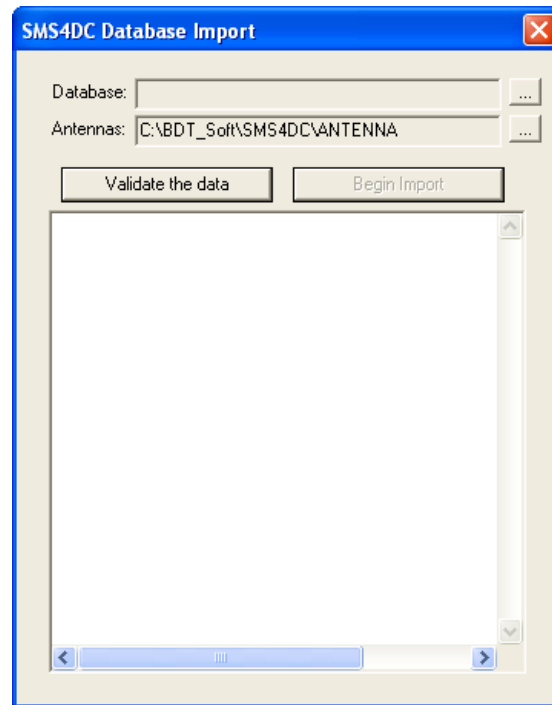 SMS4DC Database Import
Database: ...
Antennas: C:\BDT_Soft\SMS4DC\ANTENNA ...
Validate the data Begin Import